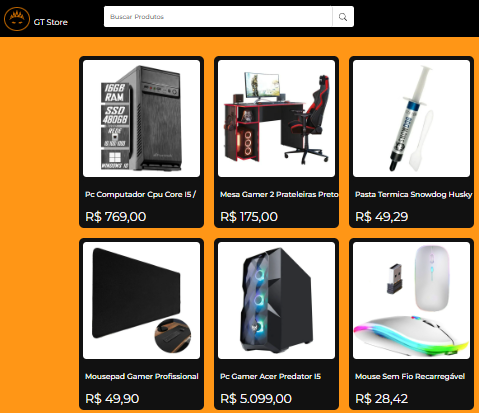 GT Store
Buscar Produtos
16GB
RAM
SSD
480GB
WINDOWS 10
Pc Computador Cpu Core I5 /
R$ 769,00
Mesa Gamer 2 Prateleiras Preto
R$ 175,00
Pasta Termica Snowdog Husky
R$ 49,29
Mousepad Gamer Profissional
R$ 49,90
Pc Gamer Acer Predator I5
R$ 5.099,00
Mouse Sem Fio Recarregável
R$ 28,42